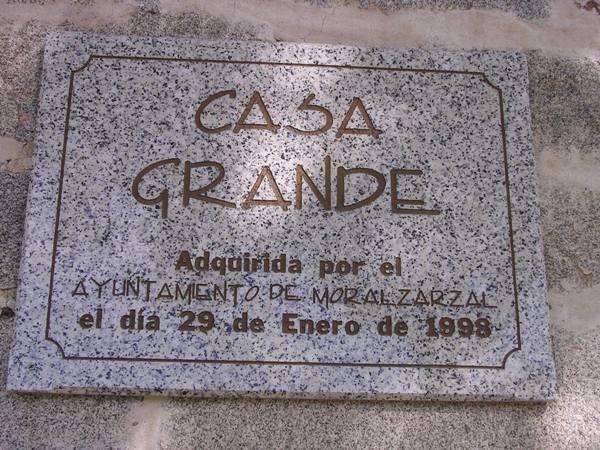 CASA
GRANDE
Adquirida por el
AYUNTAMIENTO DE MORALZARZAL
el día 29 de Enero de 1998